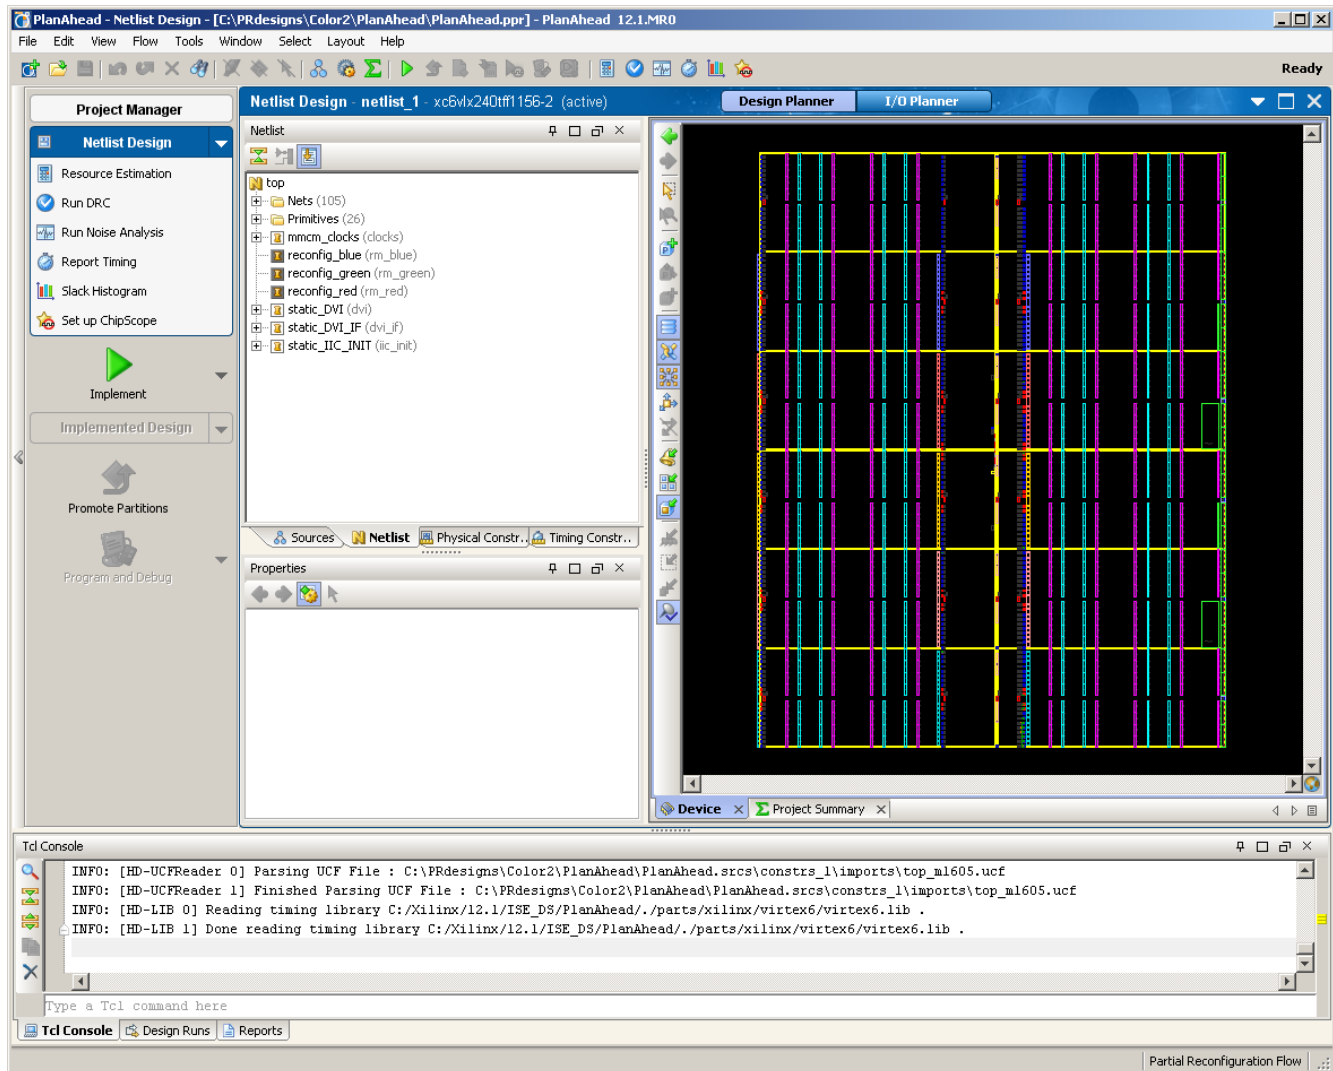 PlanAhead - Netlist Design - [C:\PRdesigns\Color2\PlanAhead\PlanAhead.ppr] - PlanAhead 12.1.MR0
File Edit View Flow Tools Window Select Layout Help
Ready
Project Manager
Netlist Design
Resource Estimation
Run DRC
Run Noise Analysis
Report Timing
Slack Histogram
Set up ChipScope
Implement
Implemented Design
Promote Partitions
Program and Debug
Netlist Design - netlist_1 - xc6vlx240tff1156-2 (active)
Design Planner
I/O Planner
Netlist
top
Nets (105)
Primitives (26)
mmcm_clocks (clocks)
reconfig_blue (rm_blue)
reconfig_green (rm_green)
reconfig_red (rm_red)
static_DVI (dvi)
static_DVI_IF (dvi_if)
static_IIC_INIT (iic_init)
Sources Netlist Physical Constr.. Timing Constr..
Properties
Device Project Summary
Tcl Console
INFO: [HD-UCFReader 0] Parsing UCF File : C:\PRdesigns\Color2\PlanAhead\PlanAhead.srcs\constrs_1\imports\top_ml605.ucf
INFO: [HD-UCFReader 1] Finished Parsing UCF File : C:\PRdesigns\Color2\PlanAhead\PlanAhead.srcs\constrs_1\imports\top_ml605.ucf
INFO: [HD-LIB 0] Reading timing library C:/Xilinx/12.1/ISE_DS/PlanAhead/./parts/xilinx/virtex6/virtex6.lib .
INFO: [HD-LIB 1] Done reading timing library C:/Xilinx/12.1/ISE_DS/PlanAhead/./parts/xilinx/virtex6/virtex6.lib .
Type a Tcl command here
Tcl Console Design Runs Reports
Partial Reconfiguration Flow